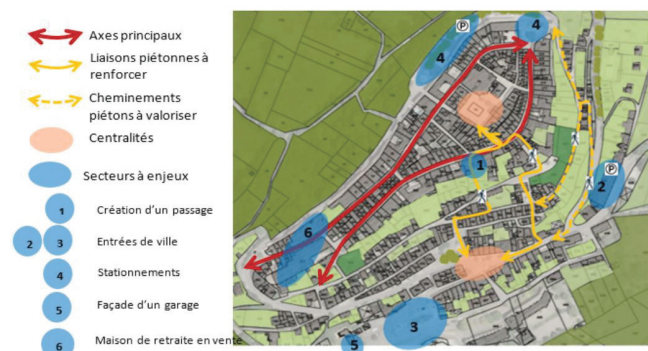 Axes principaux
Liaisons piétonnes à
renforcer
Cheminements
piétons à valoriser
Centralités
Secteurs à enjeux
1 Création d'un passage
2 3 Entrées de ville
4 Stationnements
5 Façade d'un garage
6 Maison de retraite en vente
P
4
4
1
P
2
6
3
5